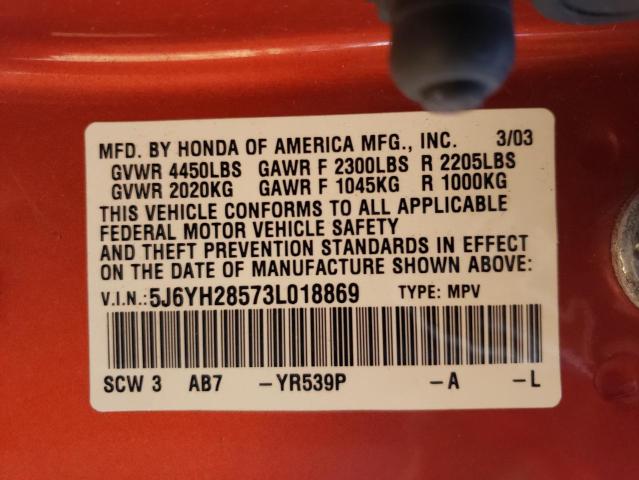 MFD. BY HONDA OF AMERICA MFG., INC. 3/03
GVWR 4450LBS GAWR F 2300LBS R 2205LBS
GVWR 2020KG GAWR F 1045KG R 1000KG
THIS VEHICLE CONFORMS TO ALL APPLICABLE
FEDERAL MOTOR VEHICLE SAFETY
AND THEFT PREVENTION STANDARDS IN EFFECT
ON THE DATE OF MANUFACTURE SHOWN ABOVE:
V.I.N.:5J6YH28573L018869 TYPE: MPV
SCW 3 AB7 -YR539P -A -L